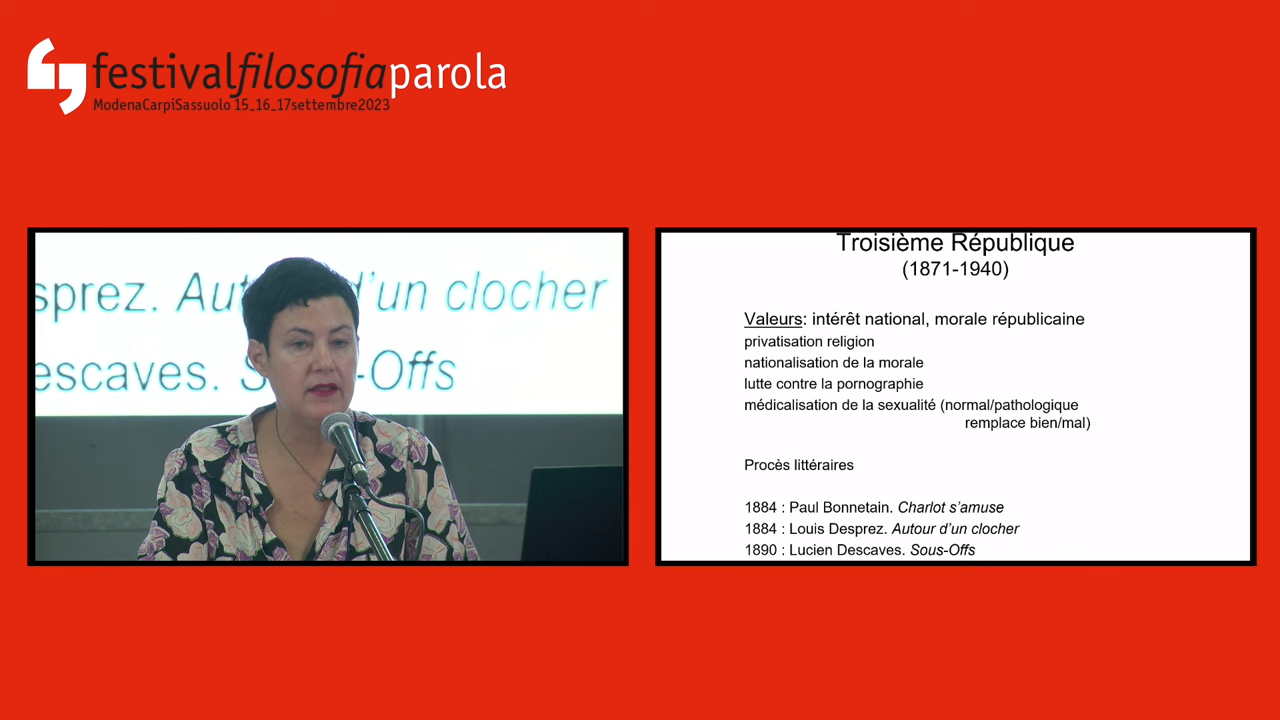 festivalfilosofiaparola
ModenaCarpiSassuolo 15_16_17settembre2023
sprez. Aut d'un clocher
escaves. S -Offs
Troisième République
(1871-1940)
Valeurs: intérêt national, morale républicaine
privatisation religion
nationalisation de la morale
lutte contre la pornographie
médicalisation de la sexualité (normal/pathologique
remplace bien/mal)
Procès littéraires
1884 : Paul Bonnetain. Charlot s'amuse
1884 : Louis Desprez. Autour d'un clocher
1890 : Lucien Descaves. Sous-Offs